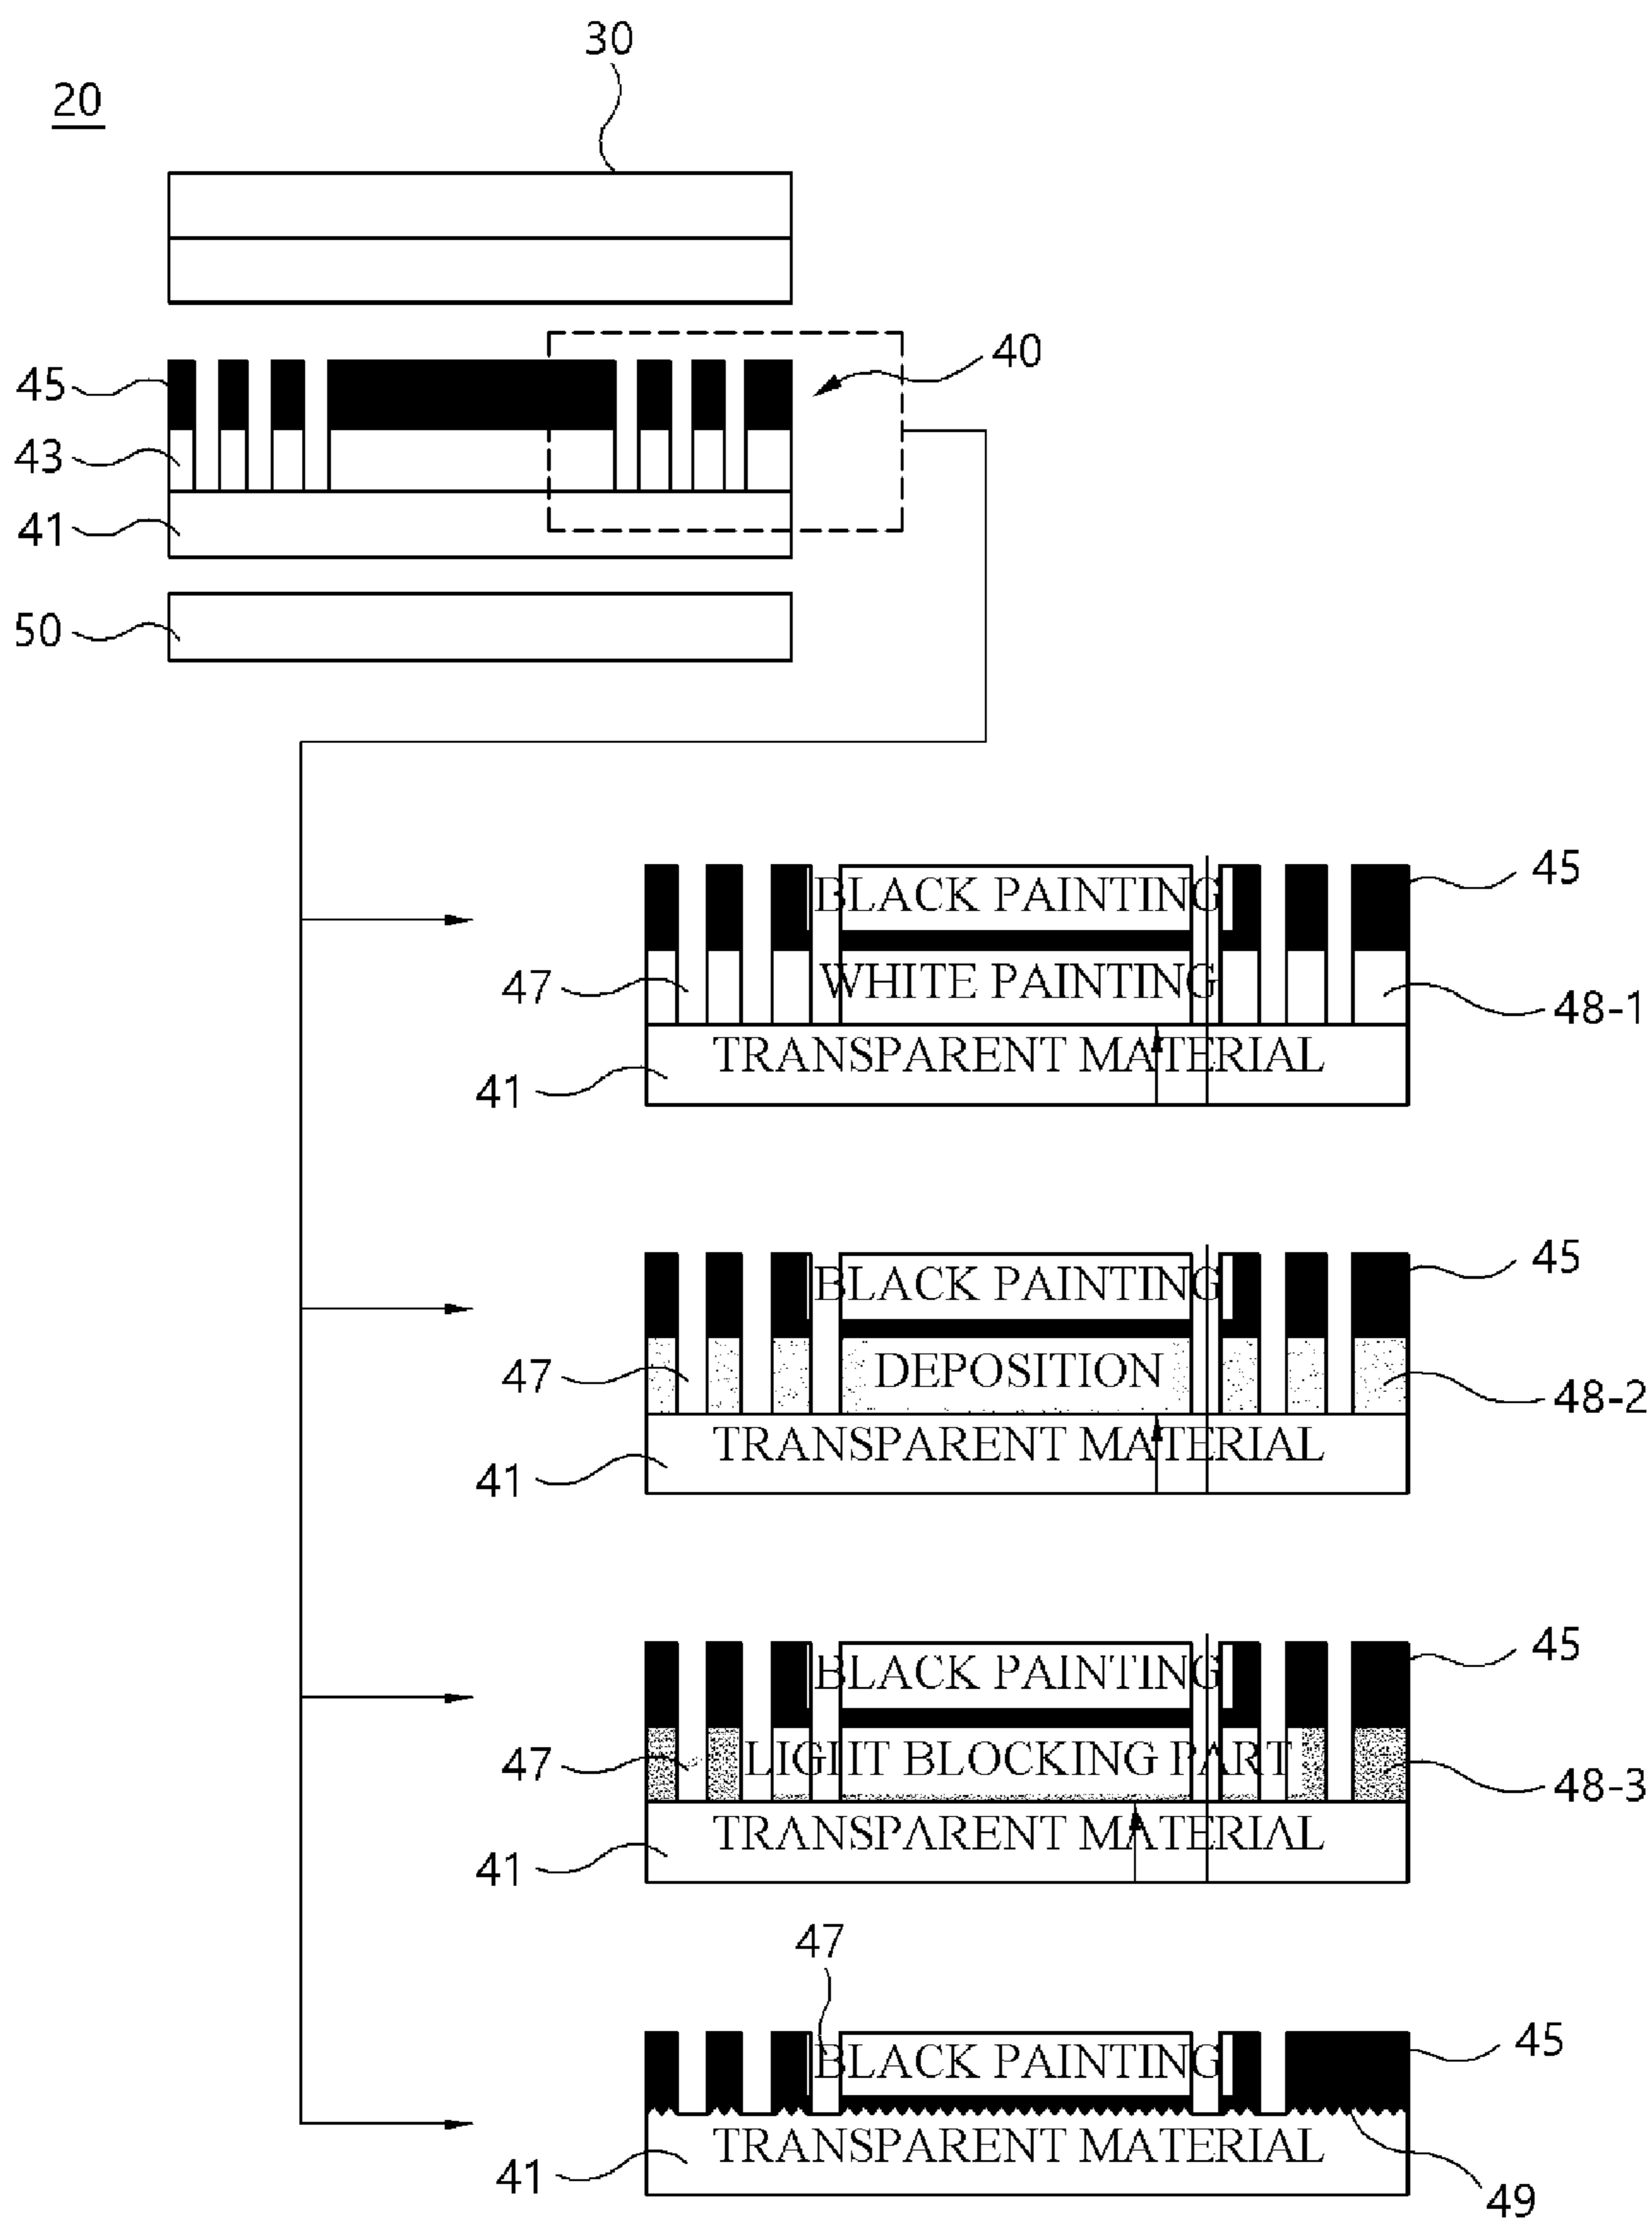 30
20
40
45
43
41
50
BLACK PAINTING
45
WHITE PAINTING
47
48-1
TRANSPARENT MATERIAL
41
BLACK PAINTING
45
DEPOSITION
47
48-2
TRANSPARENT MATERIAL
41
BLACK PAINTING
45
LIGHT BLOCKING PART
47
48-3
TRANSPARENT MATERIAL
41
47
BLACK PAINTING
45
TRANSPARENT MATERIAL
41
49